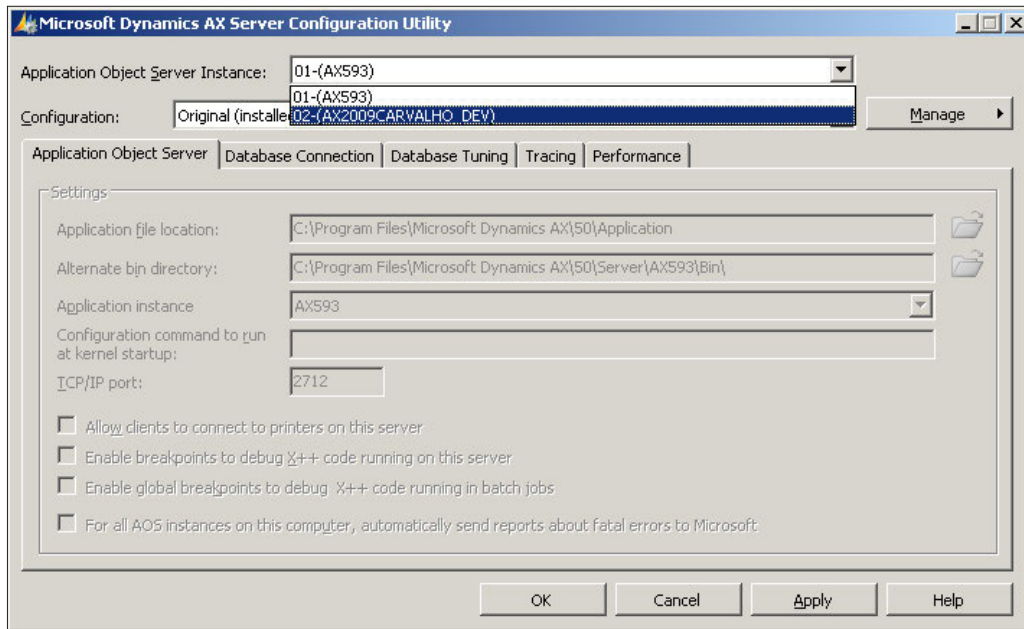 Microsoft Dynamics AX Server Configuration Utility
Application Object Server Instance: 01-(AX593)
01-(AX593)
Configuration: Original (installe 02-(AX2009CARVALHO_DEV) Manage
Application Object Server Database Connection Database Tuning Tracing Performance
Settings
Application file location: C:\Program Files\Microsoft Dynamics AX\50\Application
Alternate bin directory: C:\Program Files\Microsoft Dynamics AX\50\Server\AX593\Bin\
Application instance AX593
Configuration command to run
at kernel startup:
TCP/IP port: 2712
Allow clients to connect to printers on this server
Enable breakpoints to debug X++ code running on this server
Enable global breakpoints to debug X++ code running in batch jobs
For all AOS instances on this computer, automatically send reports about fatal errors to Microsoft
OK Cancel Apply Help